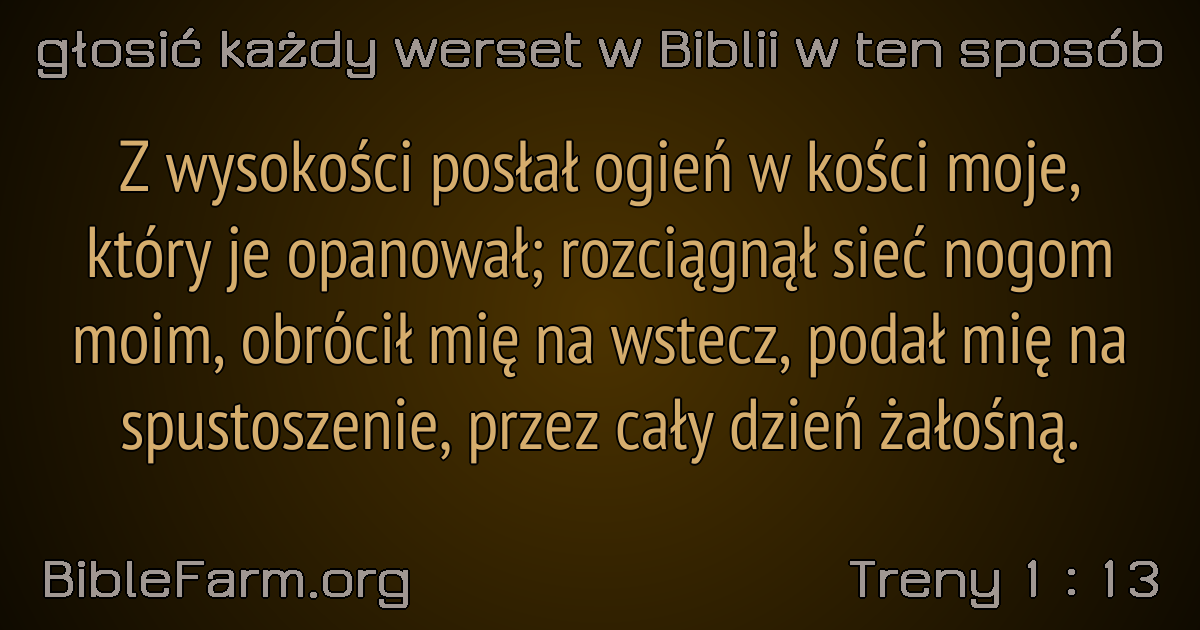 głosić każdy werset w Biblii w ten sposób
Z wysokości posłał ogień w kości moje,
który je opanował; rozciągnął sieć nogom
moim, obrócił mię na wstecz, podał mię na
spustoszenie, przez cały dzień żałośną.
BibleFarm.org
Treny 1 : 13